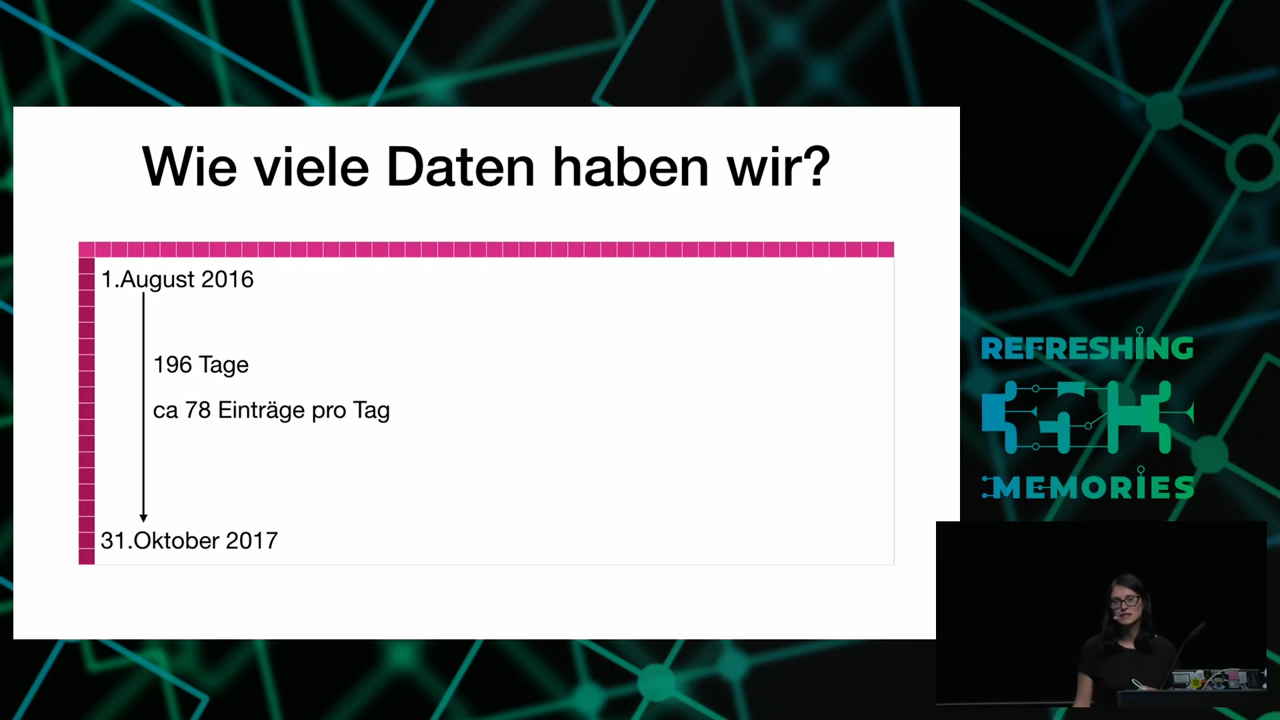 Wie viele Daten haben wir?
1.August 2016
196 Tage
ca 78 Einträge pro Tag
31.Oktober 2017
REFRESHING
MEMORIES